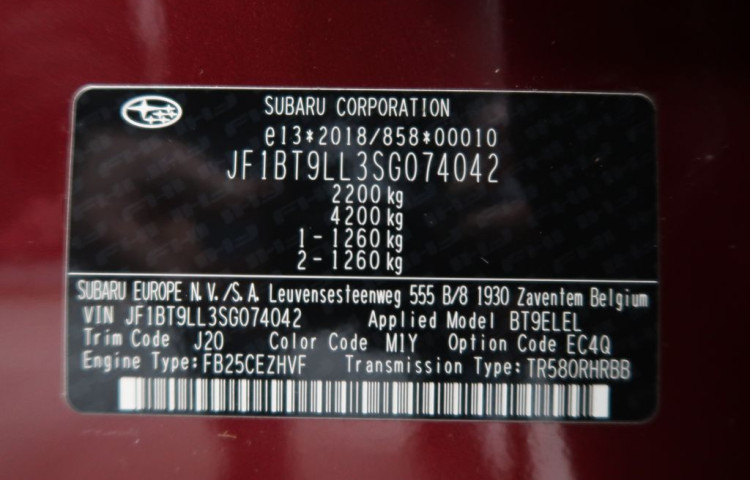 SUBARU CORPORATION
e13*2018/858*00010
JF1BT9LL3SG074042
2200 kg
4200 kg
1 - 1260 kg
2 - 1260 kg
SUBARU EUROPE N.V./S.A. Leuvensesteenweg 555 B/8 1930 Zaventem Belgium
VIN JF1BT9LL3SG074042 Applied Model BT9ELEL
Trim Code J20 Color Code M1Y Option Code EC4Q
Engine Type:FB25CEZHVF Transmission Type:TR580RHRBB